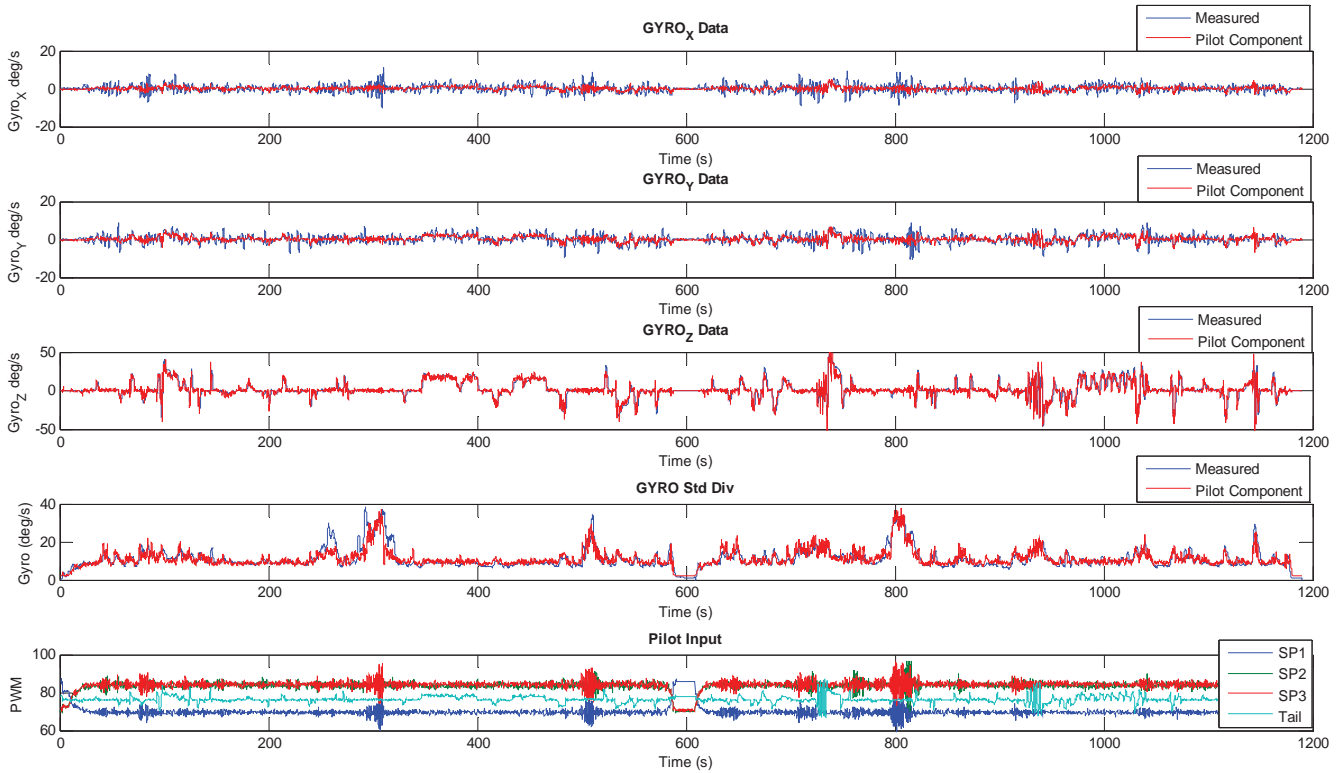 GYRO_X Data
Measured
Pilot Component
Gyro_X deg/s
20
0
-20
0 200 400 600 800 1000 1200
Time (s)
GYRO_Y Data
Measured
Pilot Component
Gyro_Y deg/s
20
0
-20
0 200 400 600 800 1000 1200
Time (s)
GYRO_Z Data
Measured
Pilot Component
Gyro_Z deg/s
50
0
-50
0 200 400 600 800 1000 1200
Time (s)
GYRO Std Div
Measured
Pilot Component
Gyro (deg/s)
40
20
0
0 200 400 600 800 1000 1200
Time (s)
Pilot Input
SP1
SP2
SP3
Tail
PWM
100
80
60
0 200 400 600 800 1000 1200
Time (s)